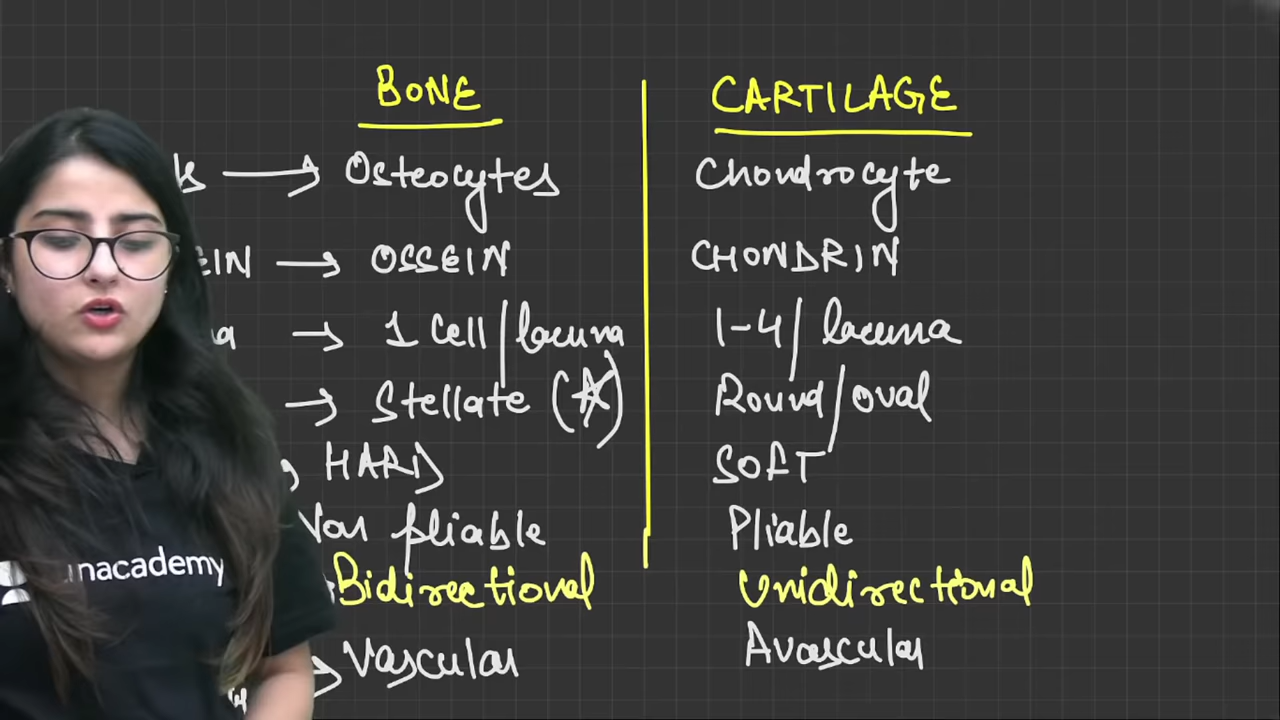 BONE CARTILAGE
→ Osteocytes Chondrocyte
EIN → OSSEIN CHONDRIN
→ 1 Cell/lacuna 1-4/lacuna
→ Stellate (☆) Round/oval
HARD SOFT
Non pliable Pliable
Bidirectional Unidirectional
Vascular Avascular
unacademy